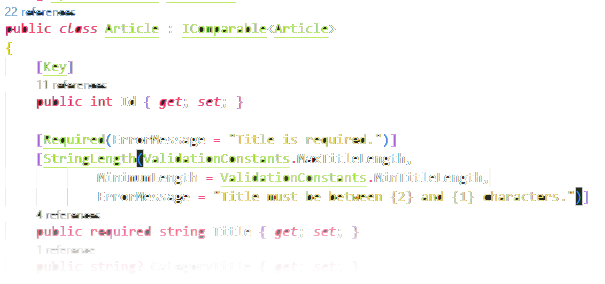 22 references
public class Article : IComparable<Article>
{
[Key]
11 references
public int Id { get; set; }
[Required(ErrorMessage = "Title is required.")]
[StringLength(ValidationConstants.MaxTitleLength,
MinimumLength = ValidationConstants.MinTitleLength,
ErrorMessage = "Title must be between {2} and {1} characters.")]
4 references
public required string Title { get; set; }
1 reference
public string? Category { get; set; }